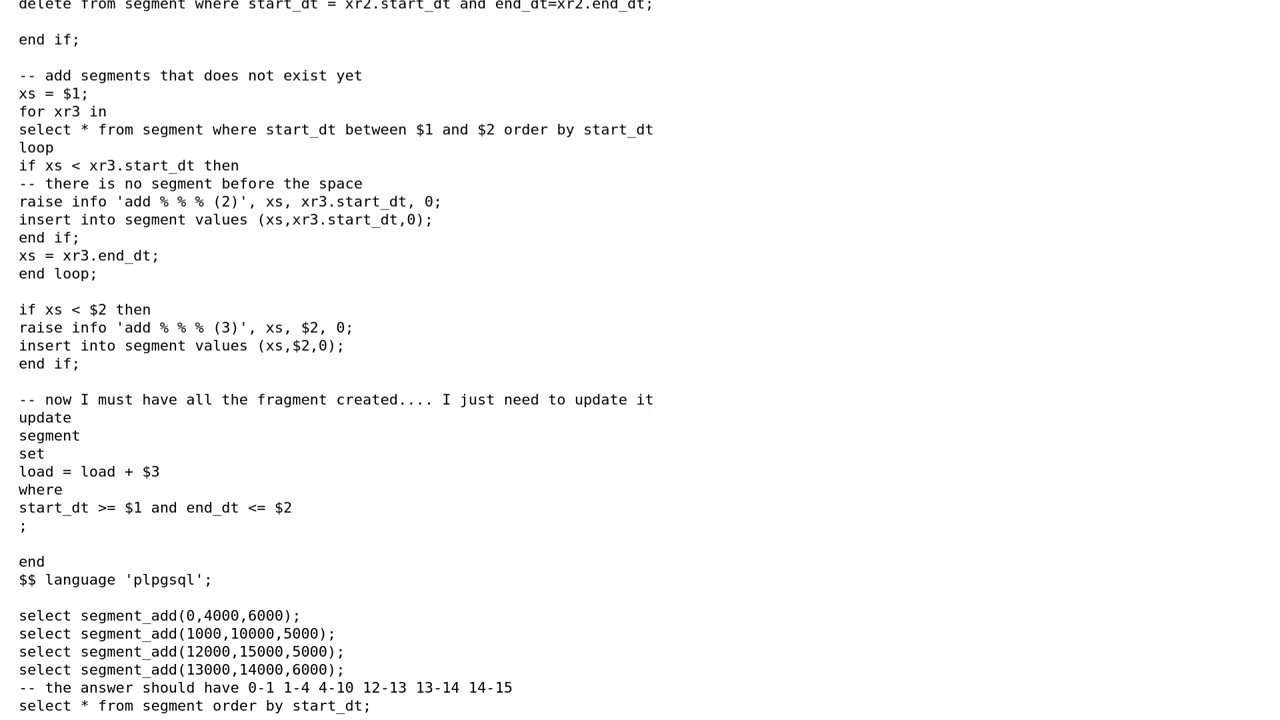 delete from segment where start_dt = xr2.start_dt and end_dt=xr2.end_dt;
end if;
-- add segments that does not exist yet
xs = $1;
for xr3 in
select * from segment where start_dt between $1 and $2 order by start_dt
loop
if xs < xr3.start_dt then
-- there is no segment before the space
raise info 'add % % % (2)', xs, xr3.start_dt, 0;
insert into segment values (xs,xr3.start_dt,0);
end if;
xs = xr3.end_dt;
end loop;
if xs < $2 then
raise info 'add % % % (3)', xs, $2, 0;
insert into segment values (xs,$2,0);
end if;
-- now I must have all the fragment created.... I just need to update it
update
segment
set
load = load + $3
where
start_dt >= $1 and end_dt <= $2
;
end
$$ language 'plpgsql';
select segment_add(0,4000,6000);
select segment_add(1000,10000,5000);
select segment_add(12000,15000,5000);
select segment_add(13000,14000,6000);
-- the answer should have 0-1 1-4 4-10 12-13 13-14 14-15
select * from segment order by start_dt;